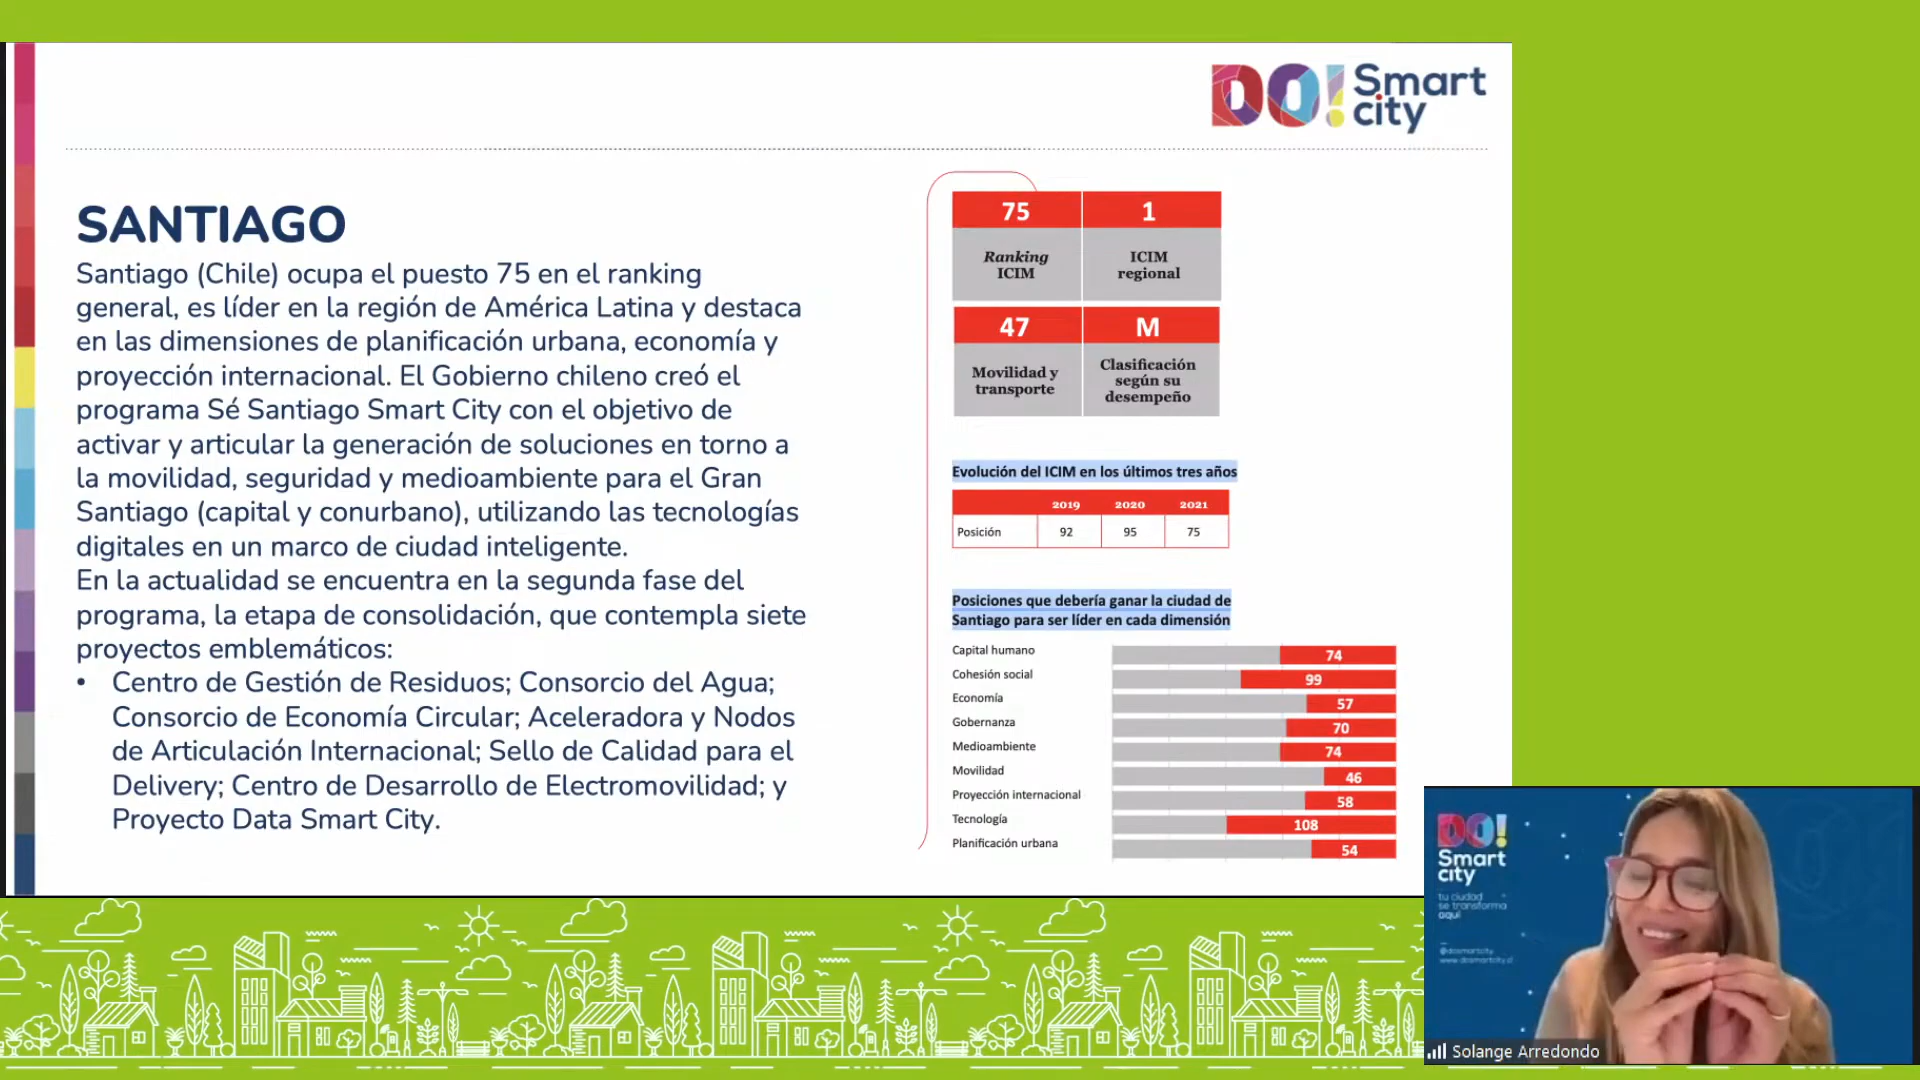 DO! Smart
city
SANTIAGO
Santiago (Chile) ocupa el puesto 75 en el ranking
general, es líder en la región de América Latina y destaca
en las dimensiones de planificación urbana, economía y
proyección internacional. El Gobierno chileno creó el
programa Sé Santiago Smart City con el objetivo de
activar y articular la generación de soluciones en torno a
la movilidad, seguridad y medioambiente para el Gran
Santiago (capital y conurbano), utilizando las tecnologías
digitales en un marco de ciudad inteligente.
En la actualidad se encuentra en la segunda fase del
programa, la etapa de consolidación, que contempla siete
proyectos emblemáticos:
• Centro de Gestión de Residuos; Consorcio del Agua;
Consorcio de Economía Circular; Aceleradora y Nodos
de Articulación Internacional; Sello de Calidad para el
Delivery; Centro de Desarrollo de Electromovilidad; y
Proyecto Data Smart City.
75 1
Ranking ICIM
ICIM regional
47 M
Movilidad y
transporte
Clasificación
según su
desempeño
Evolución del ICIM en los últimos tres años
2019 2020 2021
Posición 92 95 75
Posiciones que debería ganar la ciudad de
Santiago para ser líder en cada dimensión
Capital humano 74
Cohesión social 99
Economía 57
Gobernanza 70
Medioambiente 74
Movilidad 46
Proyección internacional 58
Tecnología 108
Planificación urbana 54
DO!
Smart
city
tu ciudad
se transforma
aquí
@dosmartcity
www.dosmartcity.cl
Solange Arredondo